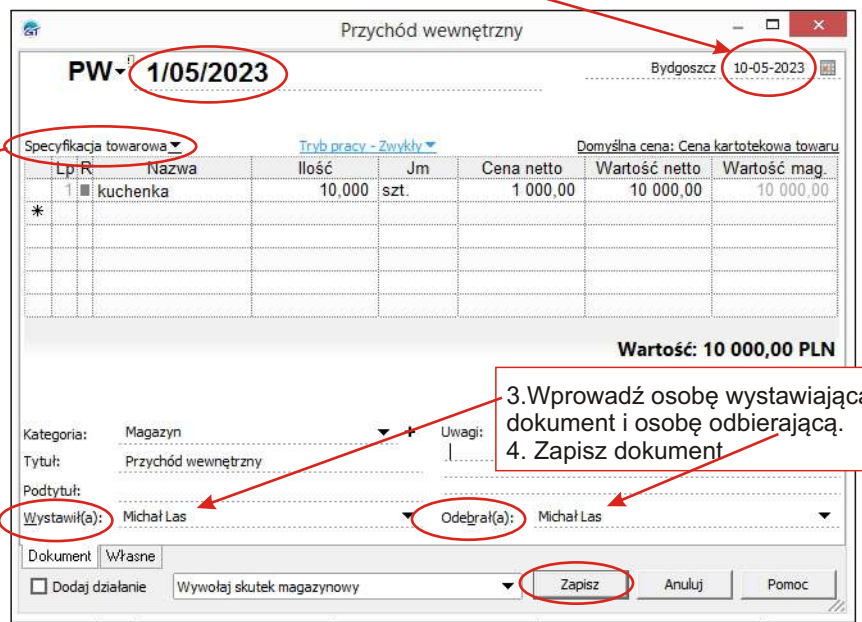 GT Przychód wewnętrzny
PW 1/05/2023 Bydgoszcz 10-05-2023
Specyfikacja towarowa Tryb pracy - Zwykły Domyślna cena: Cena kartotekowa towaru
Lp R Nazwa Ilość Jm Cena netto Wartość netto Wartość mag.
1 kuchenka 10,000 szt. 1 000,00 10 000,00 10 000,00
*
Wartość: 10 000,00 PLN
3.Wprowadź osobę wystawiającą
dokument i osobę odbierającą.
4. Zapisz dokument
Kategoria: Magazyn Uwagi:
Tytuł: Przychód wewnętrzny
Podtytuł:
Wystawił(a): Michał Las Odebrał(a): Michał Las
Dokument Własne
Dodaj działanie Wywołaj skutek magazynowy Zapisz Anuluj Pomoc